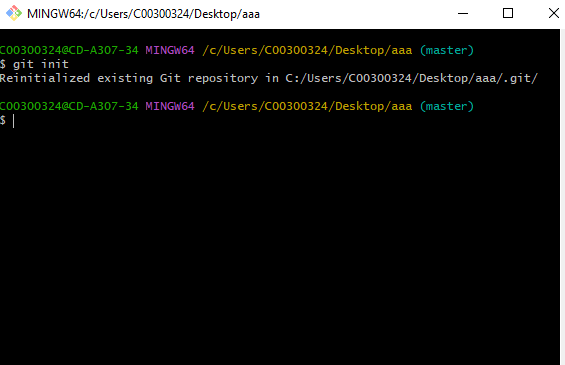 MINGW64:/c/Users/C00300324/Desktop/aaa
C00300324@CD-A307-34 MINGW64 /c/Users/C00300324/Desktop/aaa (master)
$ git init
Reinitialized existing Git repository in C:/Users/C00300324/Desktop/aaa/.git/
C00300324@CD-A307-34 MINGW64 /c/Users/C00300324/Desktop/aaa (master)
$